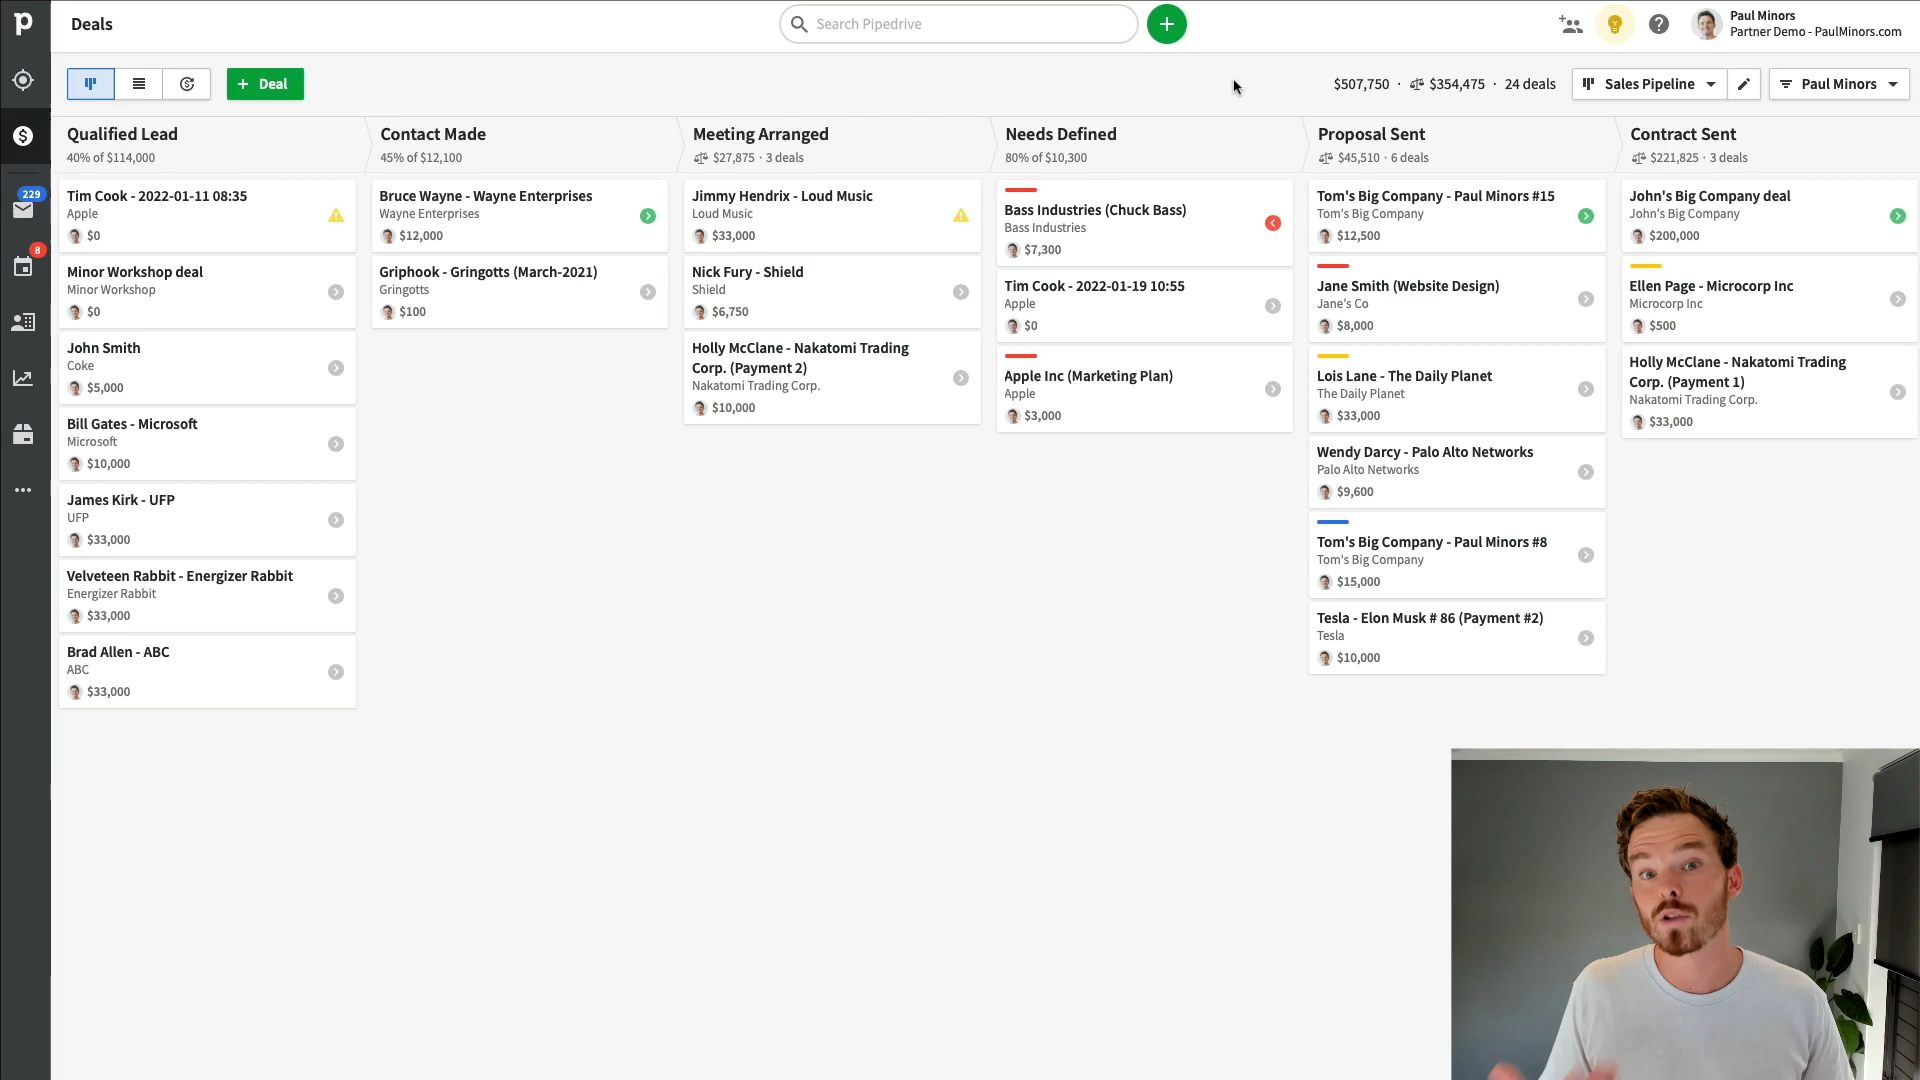 p
Deals
Search Pipedrive
Paul Minors
Partner Demo - PaulMinors.com
+ Deal
$507,750 · $354,475 · 24 deals
Sales Pipeline
Paul Minors
229
8
Qualified Lead
40% of $114,000
Tim Cook - 2022-01-11 08:35
Apple
$0
Minor Workshop deal
Minor Workshop
$0
John Smith
Coke
$5,000
Bill Gates - Microsoft
Microsoft
$10,000
James Kirk - UFP
UFP
$33,000
Velveteen Rabbit - Energizer Rabbit
Energizer Rabbit
$33,000
Brad Allen - ABC
ABC
$33,000
Contact Made
45% of $12,100
Bruce Wayne - Wayne Enterprises
Wayne Enterprises
$12,000
Griphook - Gringotts (March-2021)
Gringotts
$100
Meeting Arranged
$27,875 · 3 deals
Jimmy Hendrix - Loud Music
Loud Music
$33,000
Nick Fury - Shield
Shield
$6,750
Holly McClane - Nakatomi Trading
Corp. (Payment 2)
Nakatomi Trading Corp.
$10,000
Needs Defined
80% of $10,300
Bass Industries (Chuck Bass)
Bass Industries
$7,300
Tim Cook - 2022-01-19 10:55
Apple
$0
Apple Inc (Marketing Plan)
Apple
$3,000
Proposal Sent
$45,510 · 6 deals
Tom's Big Company - Paul Minors #15
Tom's Big Company
$12,500
Jane Smith (Website Design)
Jane's Co
$8,000
Lois Lane - The Daily Planet
The Daily Planet
$33,000
Wendy Darcy - Palo Alto Networks
Palo Alto Networks
$9,600
Tom's Big Company - Paul Minors #8
Tom's Big Company
$15,000
Tesla - Elon Musk # 86 (Payment #2)
Tesla
$10,000
Contract Sent
$221,825 · 3 deals
John's Big Company deal
John's Big Company
$200,000
Ellen Page - Microcorp Inc
Microcorp Inc
$500
Holly McClane - Nakatomi Trading
Corp. (Payment 1)
Nakatomi Trading Corp.
$33,000